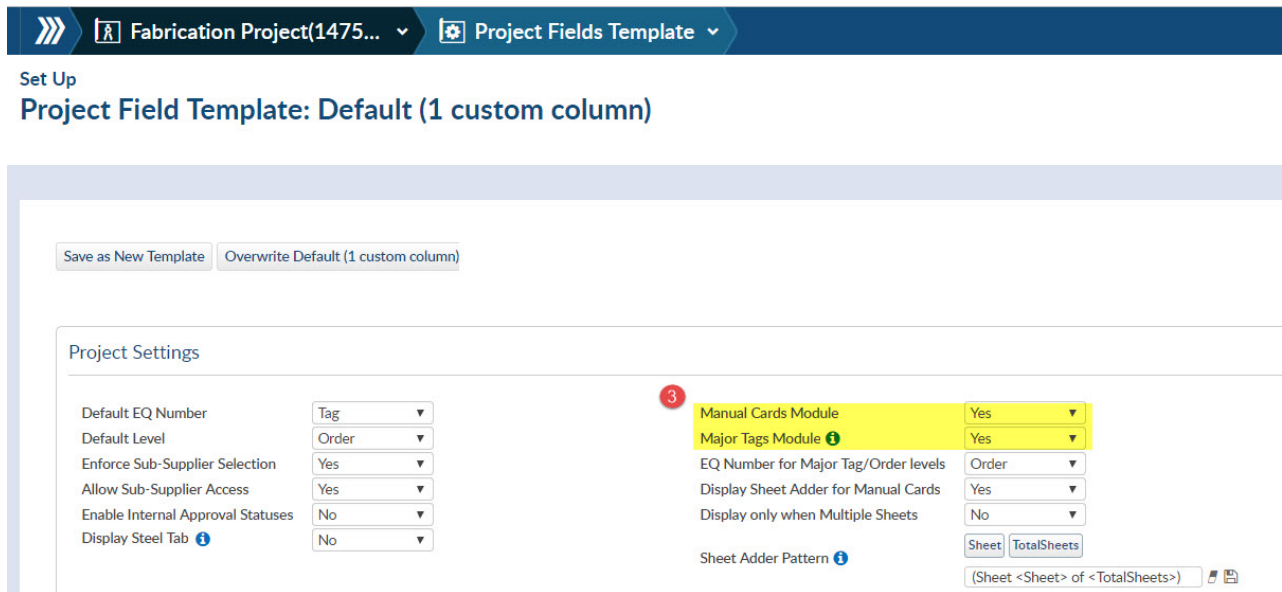 Fabrication Project(1475... Project Fields Template
Set Up
Project Field Template: Default (1 custom column)
Save as New Template Overwrite Default (1 custom column)
Project Settings
3
Default EQ Number Tag Manual Cards Module Yes
Default Level Order Major Tags Module Yes
Enforce Sub-Supplier Selection Yes EQ Number for Major Tag/Order levels Order
Allow Sub-Supplier Access Yes Display Sheet Adder for Manual Cards Yes
Enable Internal Approval Statuses No Display only when Multiple Sheets No
Display Steel Tab No
Sheet TotalSheets
Sheet Adder Pattern
(Sheet <Sheet> of <TotalSheets>)